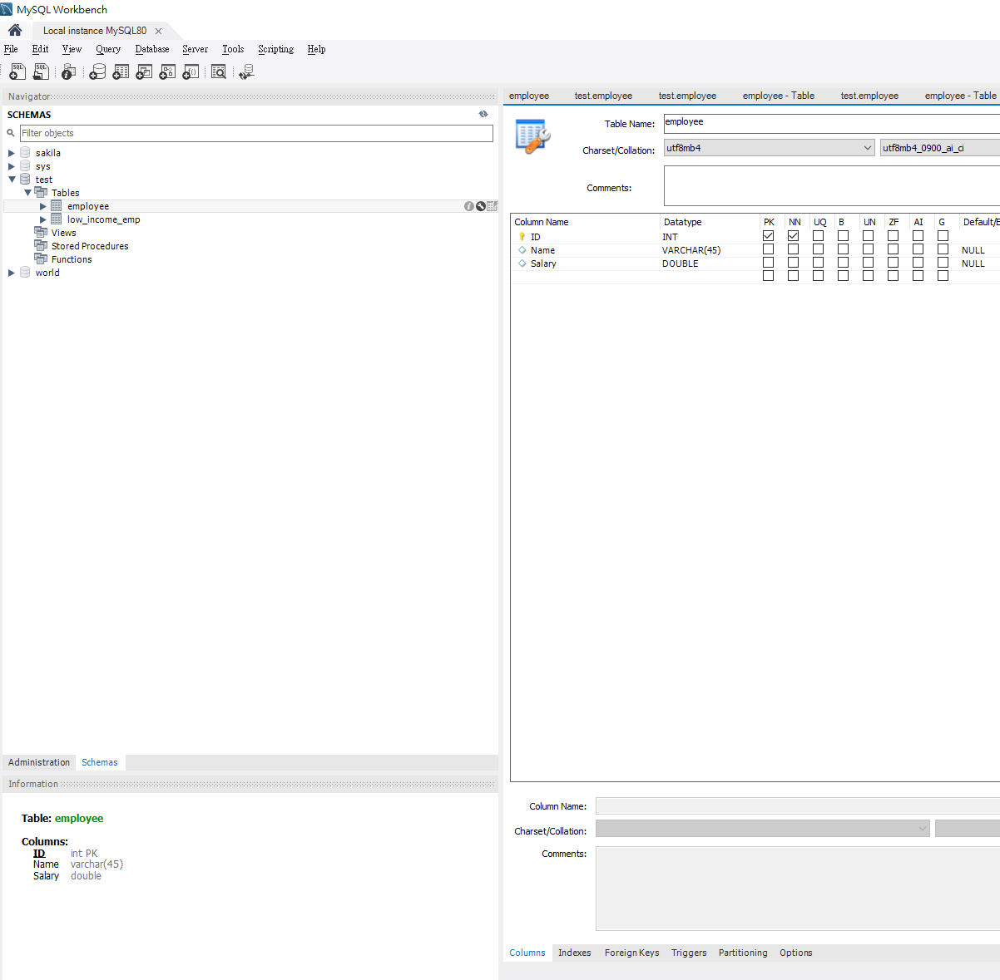 MySQL Workbench
Local instance MySQL80
File Edit View Query Database Server Tools Scripting Help
Navigator
SCHEMAS
Filter objects
sakila
sys
test
Tables
employee
low_income_emp
Views
Stored Procedures
Functions
world
Administration Schemas
Information
Table: employee
Columns:
ID int PK
Name varchar(45)
Salary double
employee test.employee test.employee employee - Table test.employee employee - Table
Table Name: employee
Charset/Collation: utf8mb4 utf8mb4_0900_ai_ci
Comments:
Column Name Datatype PK NN UQ B UN ZF AI G Default/E
ID INT
Name VARCHAR(45) NULL
Salary DOUBLE NULL
Column Name:
Charset/Collation:
Comments:
Columns Indexes Foreign Keys Triggers Partitioning Options